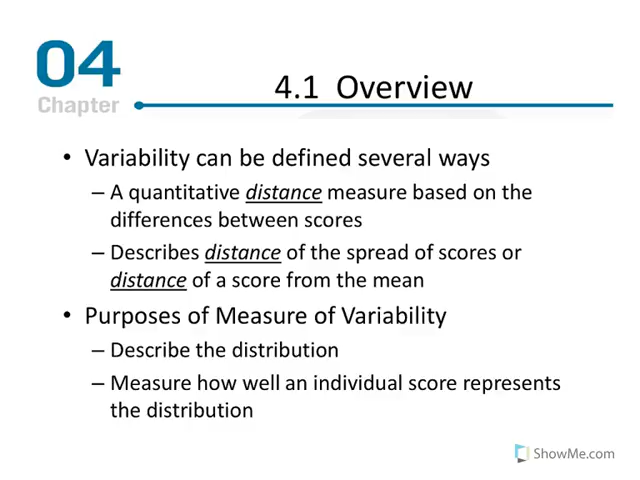 04
Chapter
4.1 Overview
• Variability can be defined several ways
– A quantitative distance measure based on the
differences between scores
– Describes distance of the spread of scores or
distance of a score from the mean
• Purposes of Measure of Variability
– Describe the distribution
– Measure how well an individual score represents
the distribution
ShowMe.com